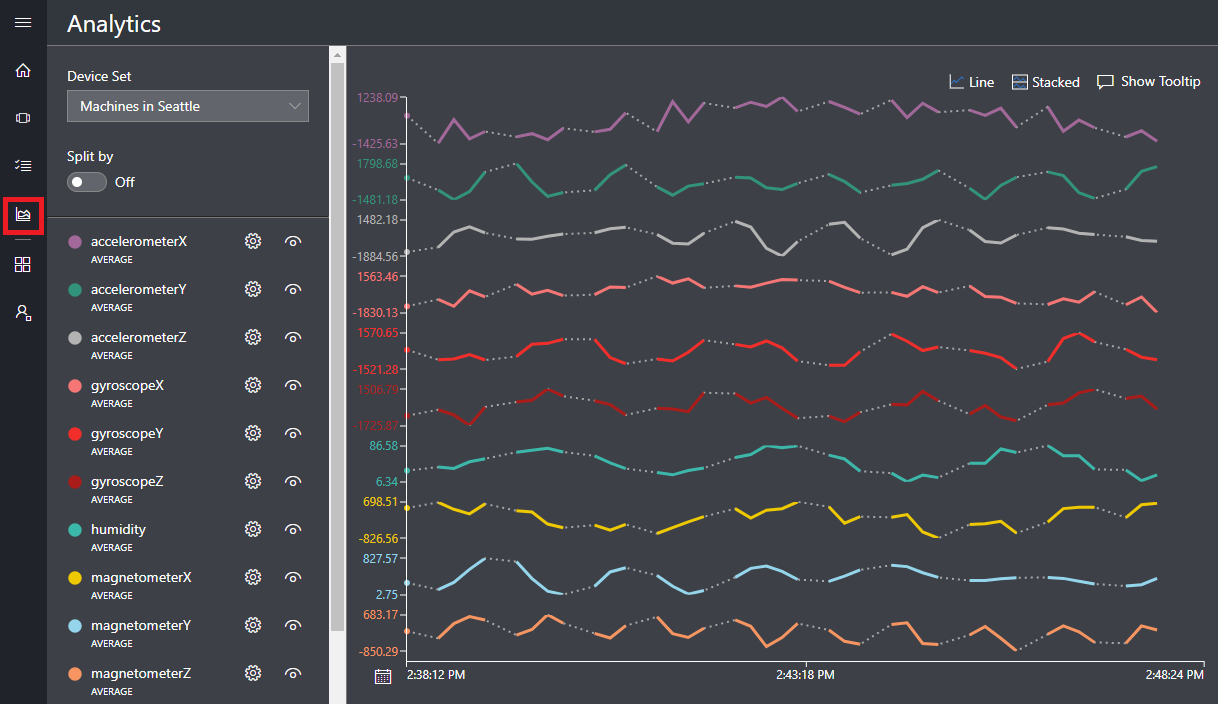 Analytics
Device Set
Machines in Seattle
Split by
Off
accelerometerX
AVERAGE
accelerometerY
AVERAGE
accelerometerZ
AVERAGE
gyroscopeX
AVERAGE
gyroscopeY
AVERAGE
gyroscopeZ
AVERAGE
humidity
AVERAGE
magnetometerX
AVERAGE
magnetometerY
AVERAGE
magnetometerZ
AVERAGE
Line Stacked Show Tooltip
1238.09
-1425.63
1798.68
-1481.18
1482.18
-1884.56
1563.46
-1830.13
1570.65
-1521.28
1506.79
-1725.87
86.58
6.34
698.51
-826.56
827.57
2.75
683.17
-850.29
2:38:12 PM 2:43:18 PM 2:48:24 PM